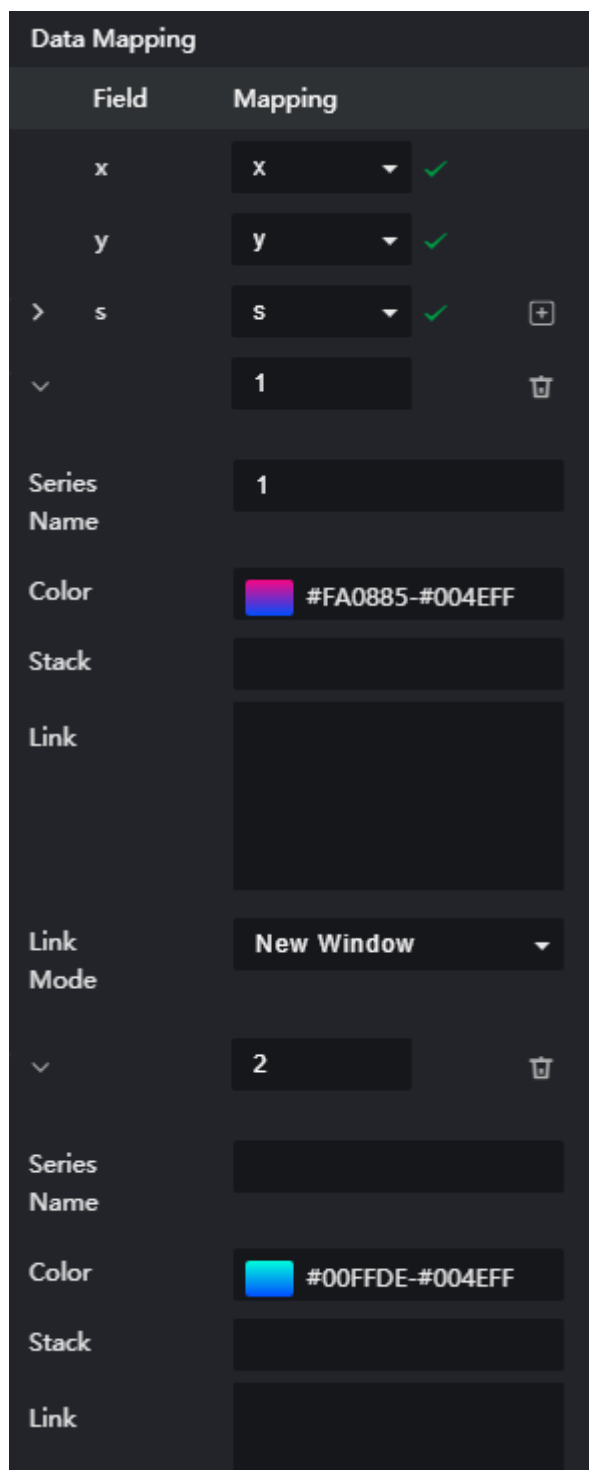 Data Mapping
Field Mapping
x x
y y
s s
1
Series
Name
1
Color #FA0885-#004EFF
Stack
Link
Link
Mode
New Window
2
Series
Name
Color #00FFDE-#004EFF
Stack
Link